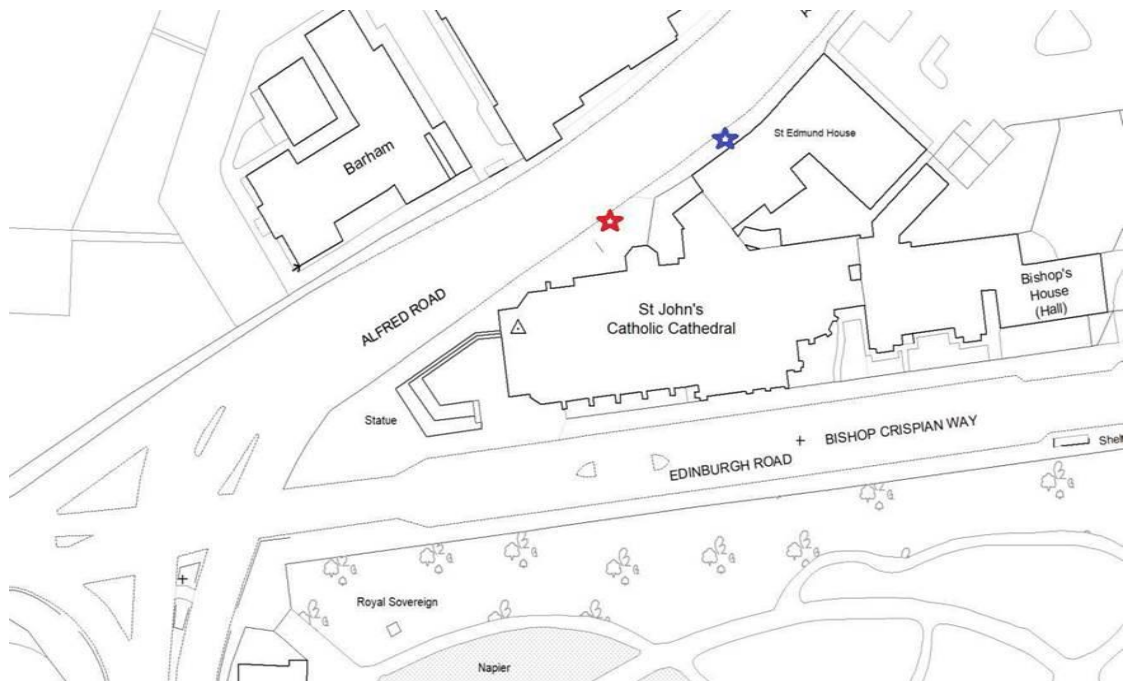 St Edmund House
Barham
Bishop's
House
(Hall)
St John's
Catholic Cathedral
ALFRED ROAD
Statue
BISHOP CRISPIAN WAY
EDINBURGH ROAD
Royal Sovereign
Napier